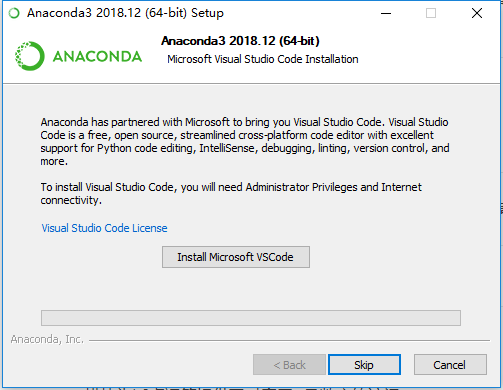 Anaconda3 2018.12 (64-bit) Setup
ANACONDA
Anaconda3 2018.12 (64-bit)
Microsoft Visual Studio Code Installation
Anaconda has partnered with Microsoft to bring you Visual Studio Code. Visual Studio
Code is a free, open source, streamlined cross-platform code editor with excellent
support for Python code editing, IntelliSense, debugging, linting, version control, and
more.
To install Visual Studio Code, you will need Administrator Privileges and Internet
connectivity.
Visual Studio Code License
Install Microsoft VSCode
Anaconda, Inc.
< Back
Skip
Cancel